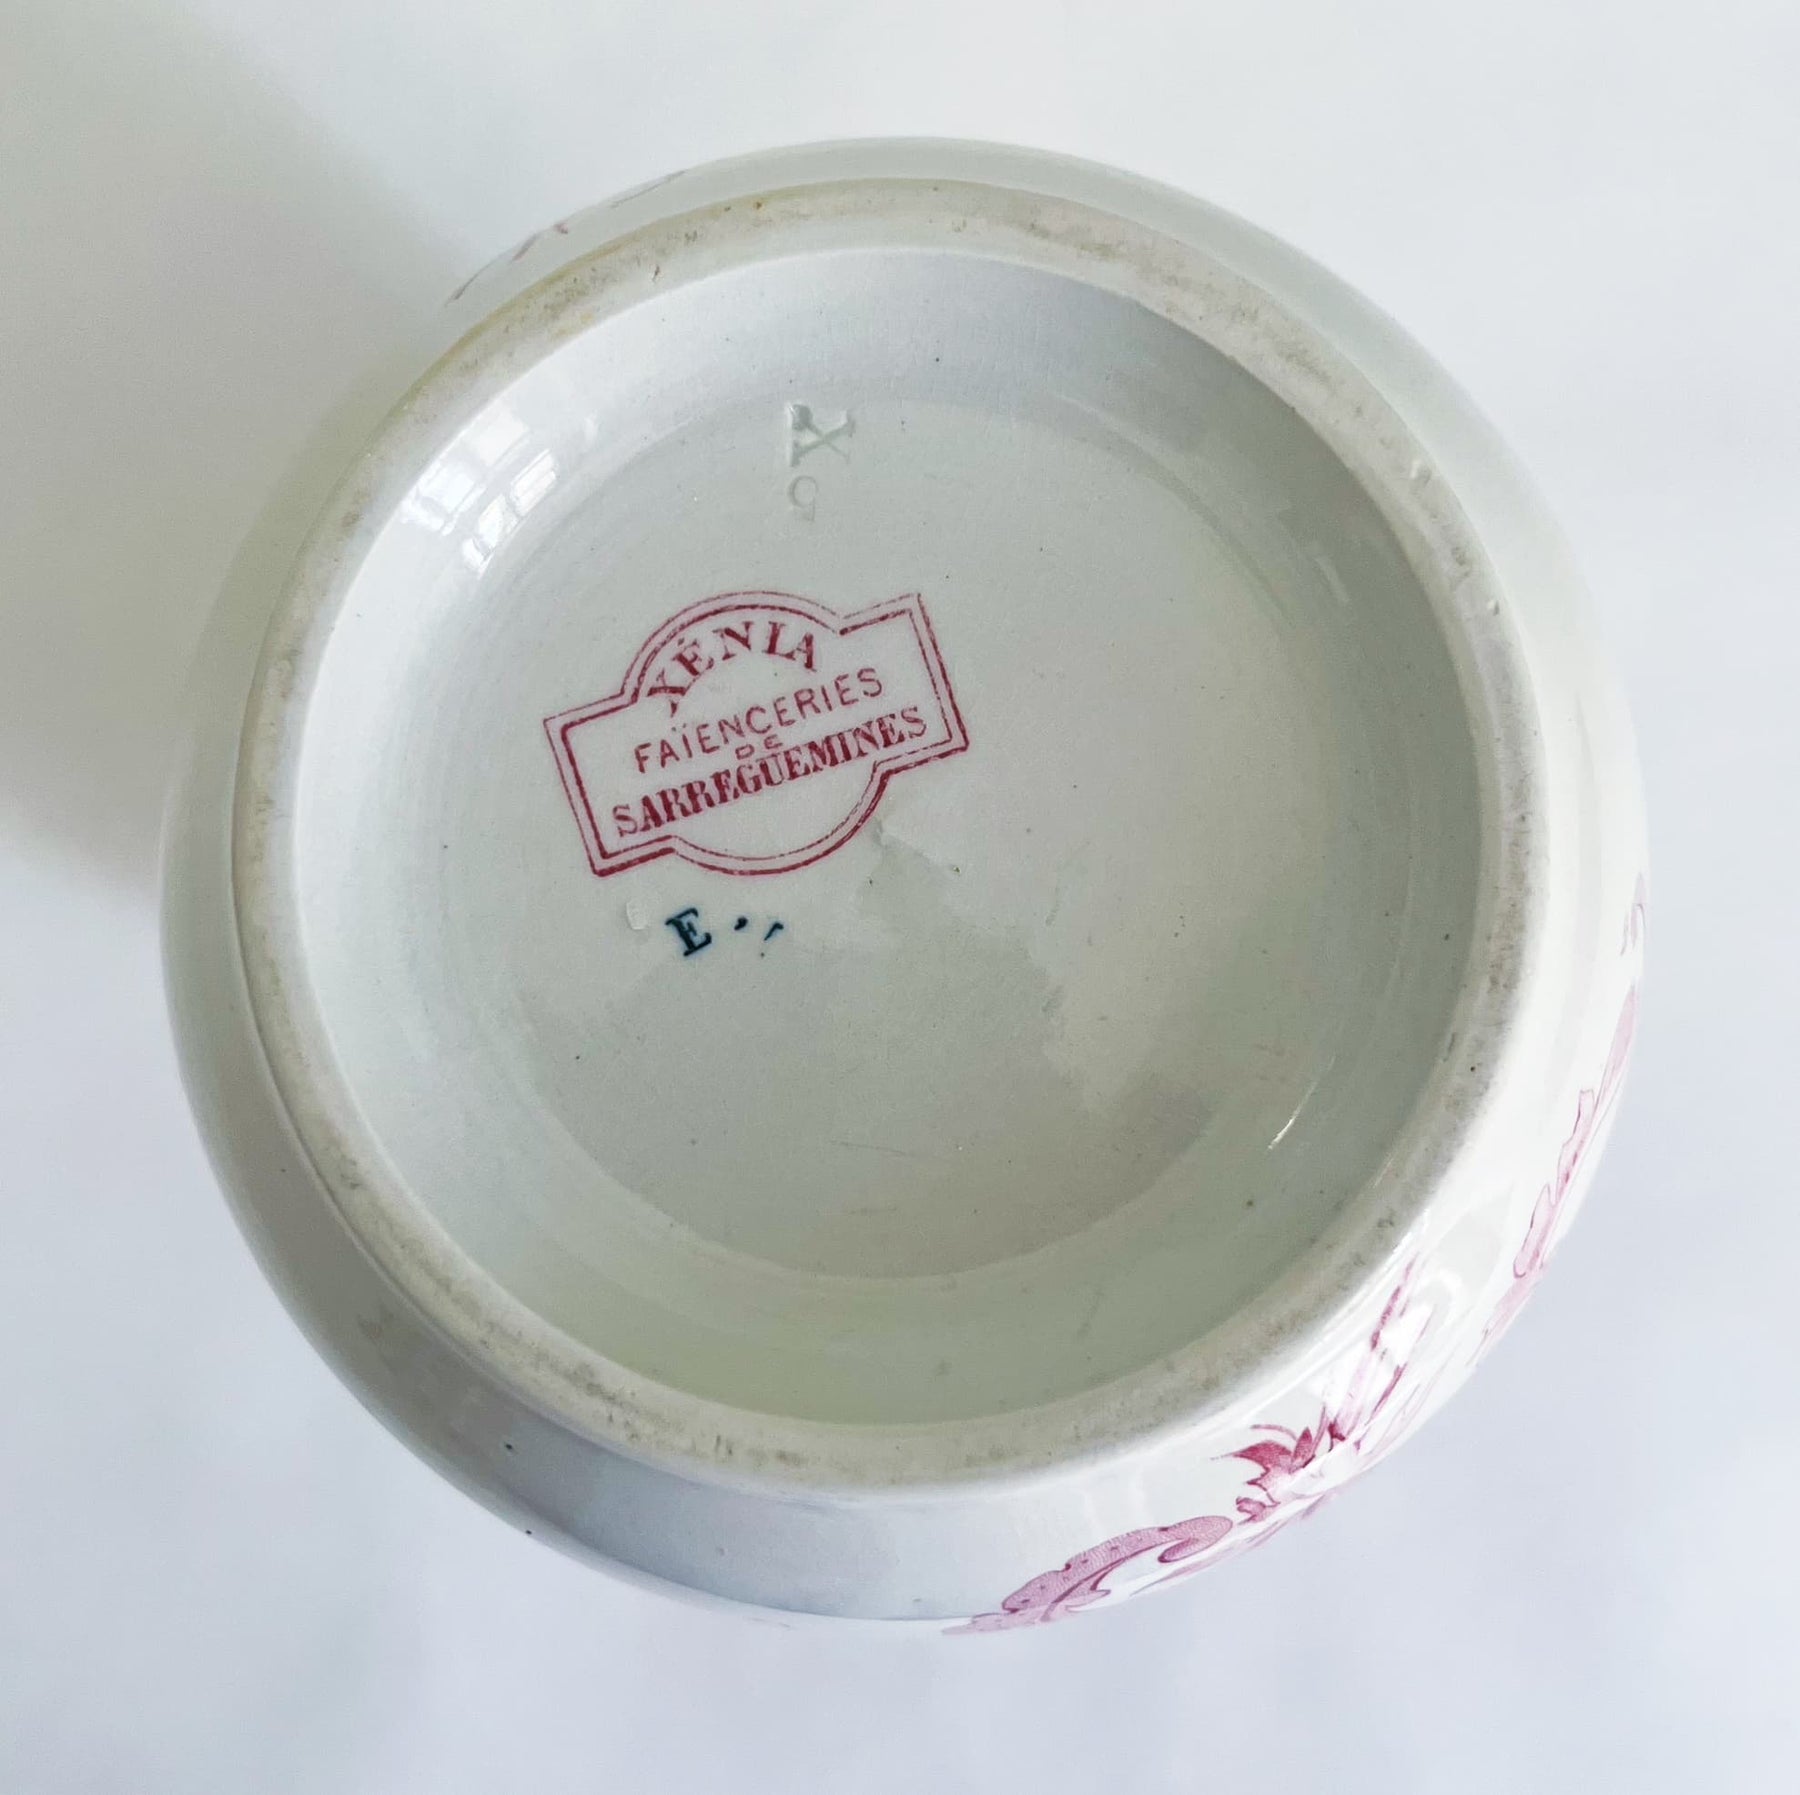 XÉNIA
FAÏENCERIES
DE
SARREGUEMINES
E